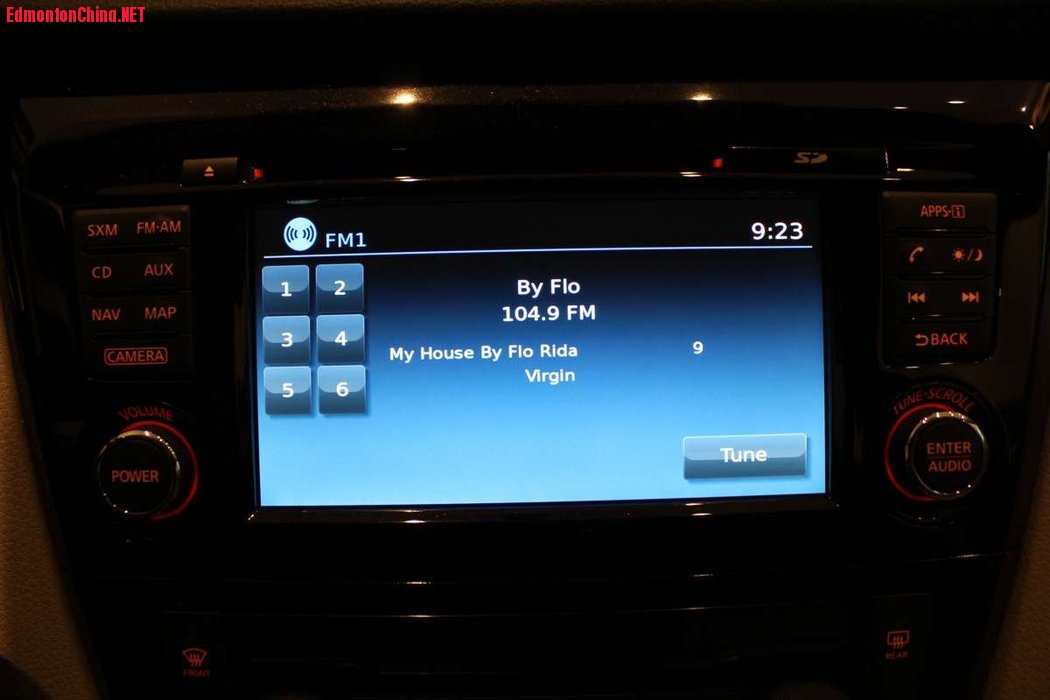 EdmontonChina.NET
SD
SXM FM·AM
CD AUX
NAV MAP
CAMERA
VOLUME
POWER
FM1 9:23
1 2
3 4
5 6
By Flo
104.9 FM
My House By Flo Rida 9
Virgin
Tune
APPS·i
BACK
TUNE·SCROLL
ENTER
AUDIO
FRONT
REAR